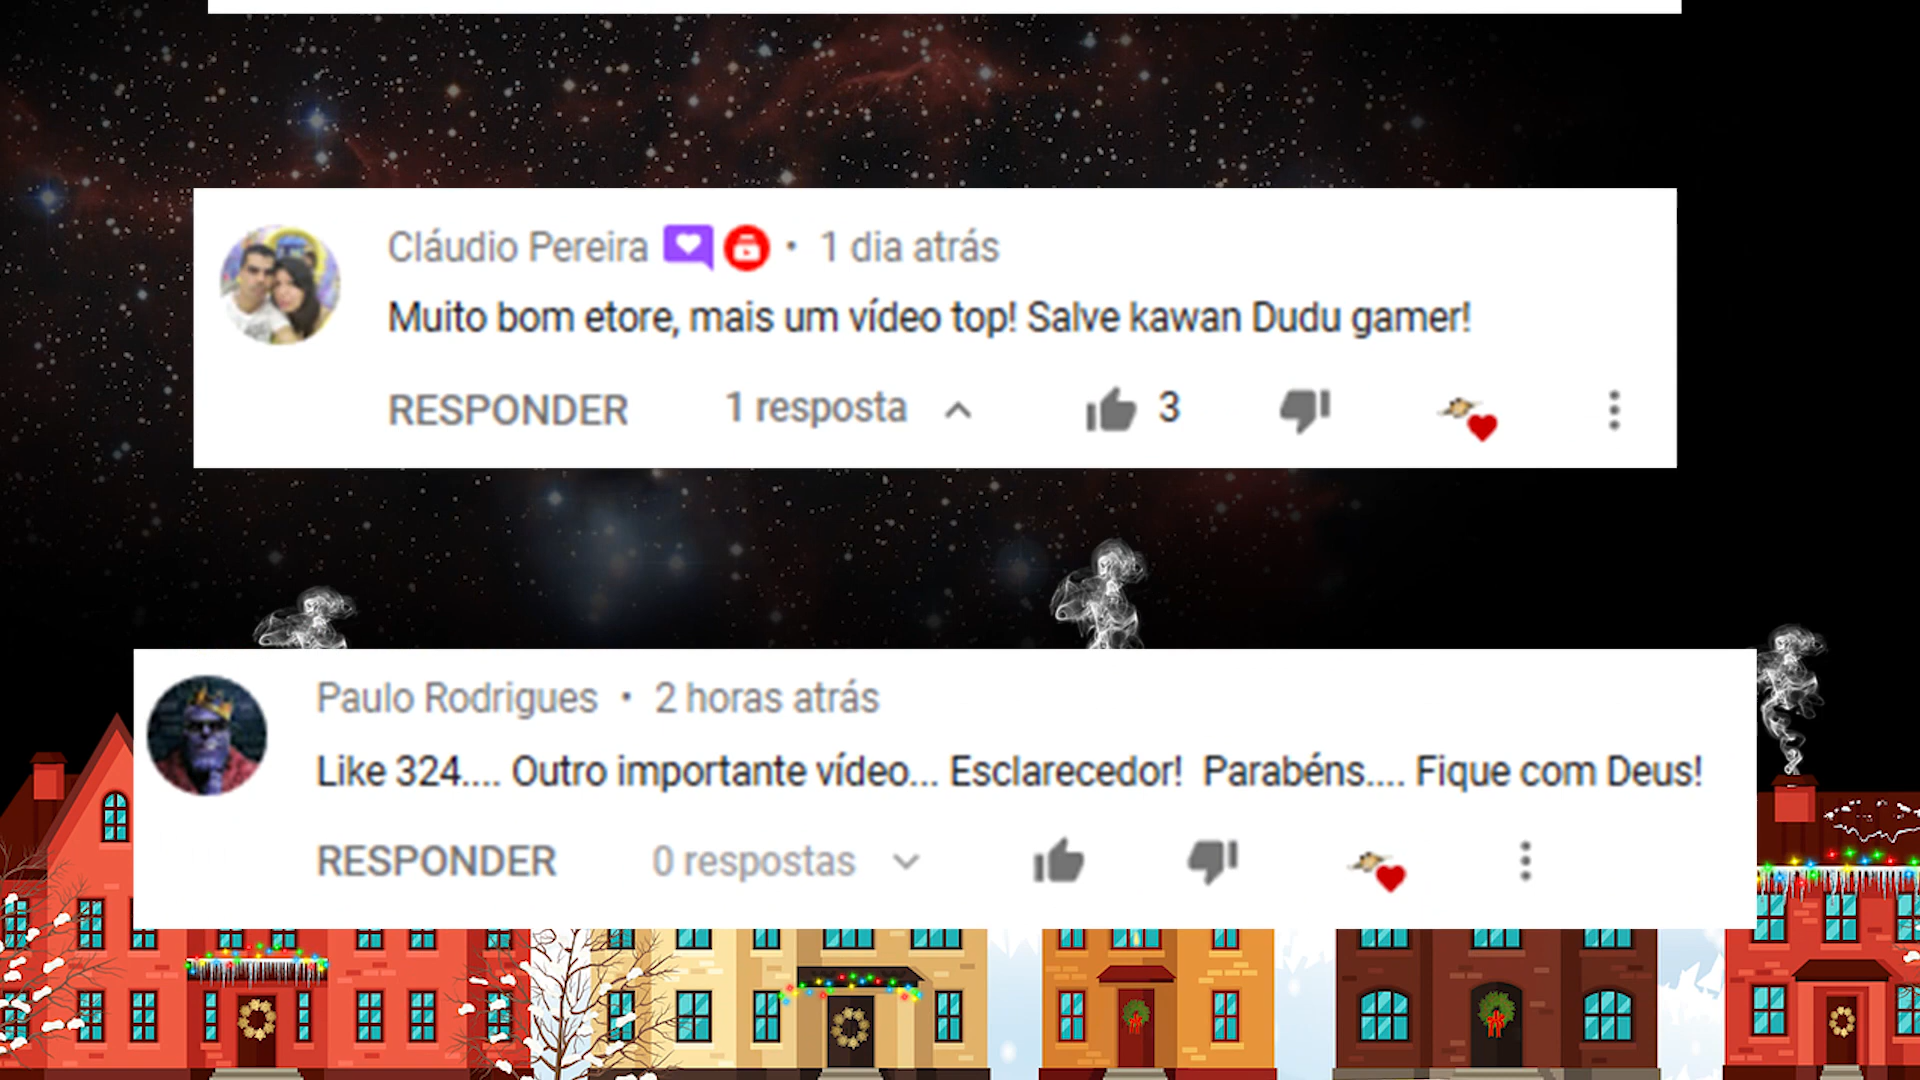 Cláudio Pereira • 1 dia atrás
Muito bom etore, mais um vídeo top! Salve kawan Dudu gamer!
RESPONDER 1 resposta 3
Paulo Rodrigues • 2 horas atrás
Like 324.... Outro importante vídeo... Esclarecedor! Parabéns.... Fique com Deus!
RESPONDER 0 respostas